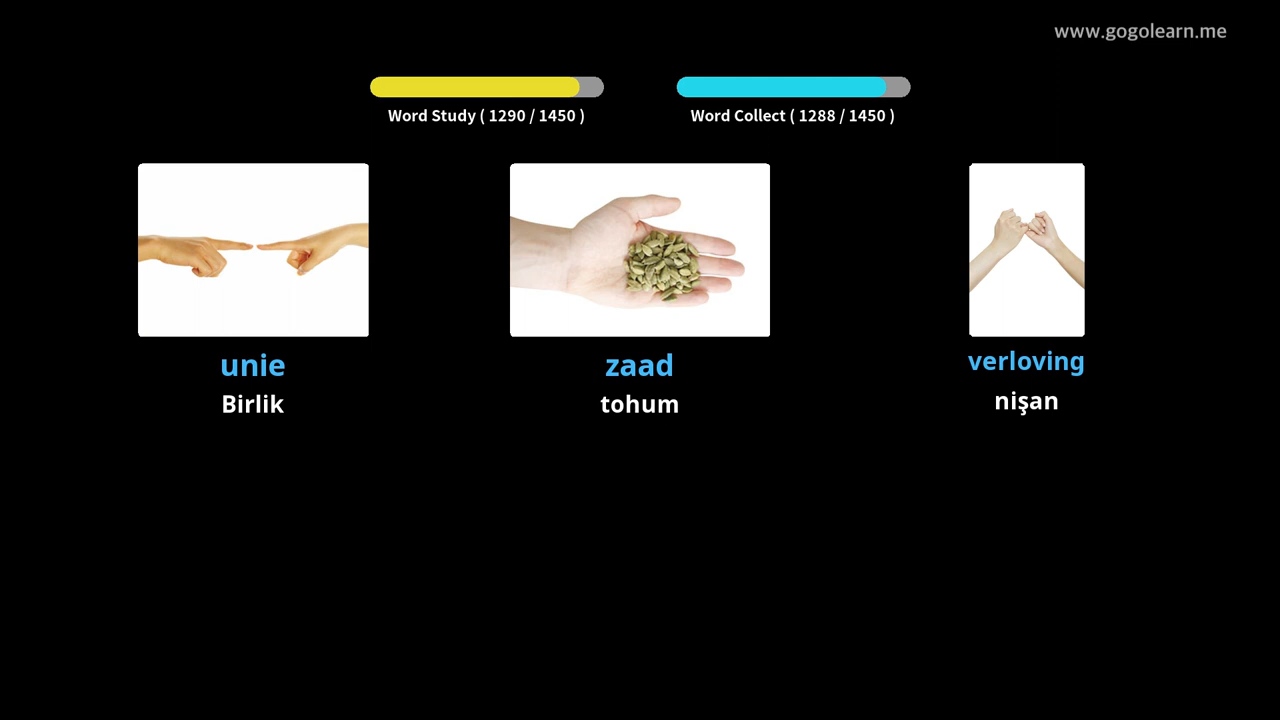 www.gogolearn.me
Word Study ( 1290 / 1450 )
Word Collect ( 1288 / 1450 )
unie
zaad
verloving
Birlik
tohum
nişan